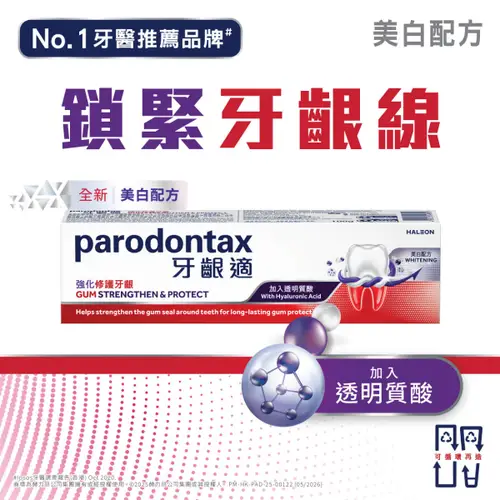 No.1牙醫推薦品牌#
美白配方
鎖緊牙齦線
全新 美白配方
HALEON
parodontax
牙齦適
美白配方
WHITENING
強化修護牙齦
GUM STRENGTHEN & PROTECT
加入透明質酸
With Hyaluronic Acid
Helps strengthen the gum seal around teeth for long-lasting gum protect
加入
透明質酸
可循環再造